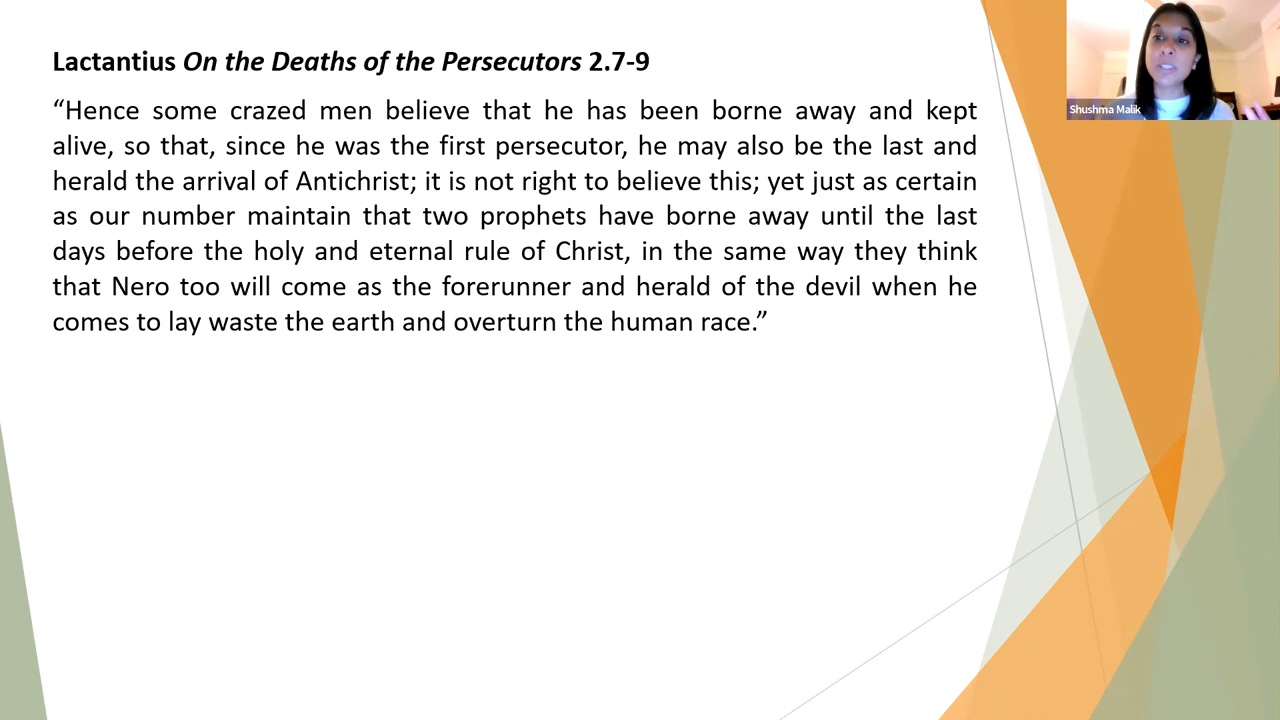 Lactantius On the Deaths of the Persecutors 2.7-9
“Hence some crazed men believe that he has been borne away and kept
alive, so that, since he was the first persecutor, he may also be the last and
herald the arrival of Antichrist; it is not right to believe this; yet just as certain
as our number maintain that two prophets have borne away until the last
days before the holy and eternal rule of Christ, in the same way they think
that Nero too will come as the forerunner and herald of the devil when he
comes to lay waste the earth and overturn the human race.”
Shushma Malik